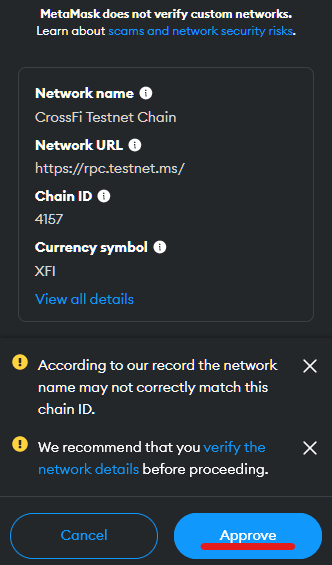 MetaMask does not verify custom networks.
Learn about scams and network security risks.
Network name
CrossFi Testnet Chain
Network URL
https://rpc.testnet.ms/
Chain ID
4157
Currency symbol
XFI
View all details
According to our record the network
name may not correctly match this
chain ID.
We recommend that you verify the
network details before proceeding.
Cancel
Approve